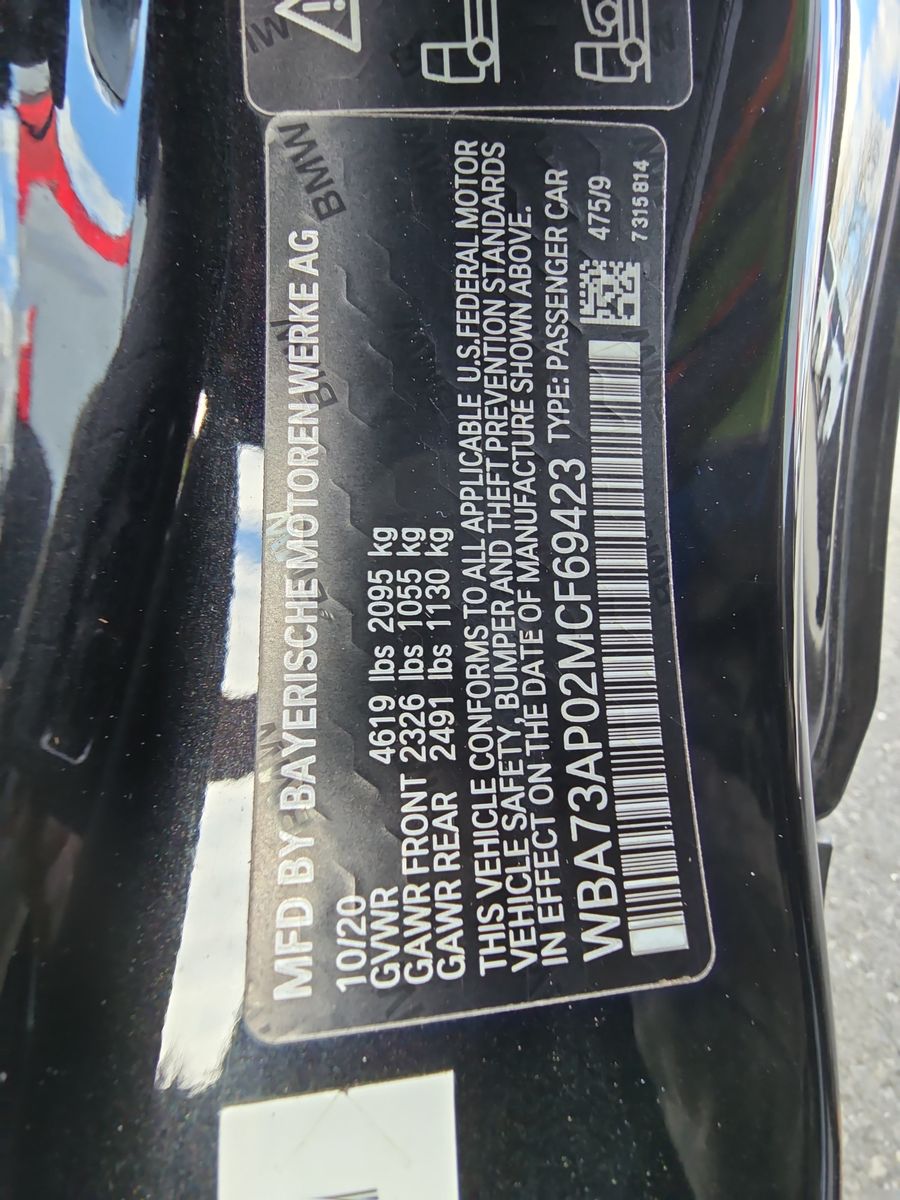 MFD BY BAYERISCHE MOTOREN WERKE AG
10/20
GVWR 4619 lbs 2095 kg
GAWR FRONT 2326 lbs 1055 kg
GAWR REAR 2491 lbs 1130 kg
THIS VEHICLE CONFORMS TO ALL APPLICABLE U.S.FEDERAL MOTOR
VEHICLE SAFETY, BUMPER AND THEFT PREVENTION STANDARDS
IN EFFECT ON THE DATE OF MANUFACTURE SHOWN ABOVE.
WBA73AP02MCF69423 TYPE: PASSENGER CAR
475/9
7315814
BMW